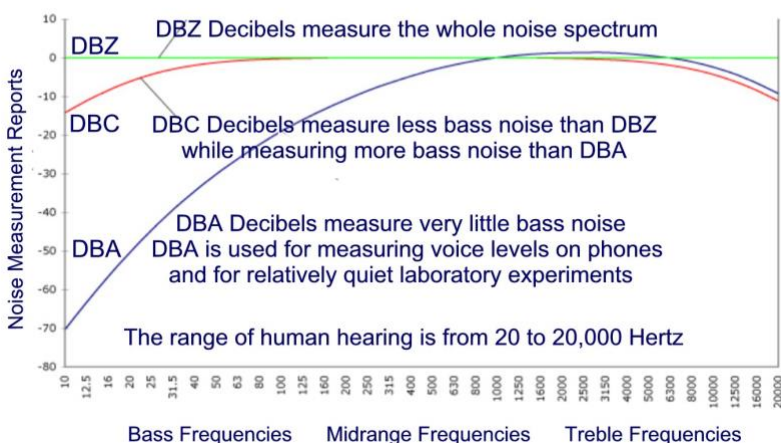 10
DBZ DBZ Decibels measure the whole noise spectrum
0
-10
DBC DBC Decibels measure less bass noise than DBZ
while measuring more bass noise than DBA
-20
-30
-40
DBA Decibels measure very little bass noise
-50
DBA DBA is used for measuring voice levels on phones
and for relatively quiet laboratory experiments
-60
-70
The range of human hearing is from 20 to 20,000 Hertz
-80
Noise Measurement Reports
10 12.5 16 20 25 31.5 40 50 63 80 100 125 160 200 250 315 400 500 630 800 1000 1250 1600 2000 2500 3150 4000 5000 6300 8000 10000 12500 16000 20000
Bass Frequencies Midrange Frequencies Treble Frequencies